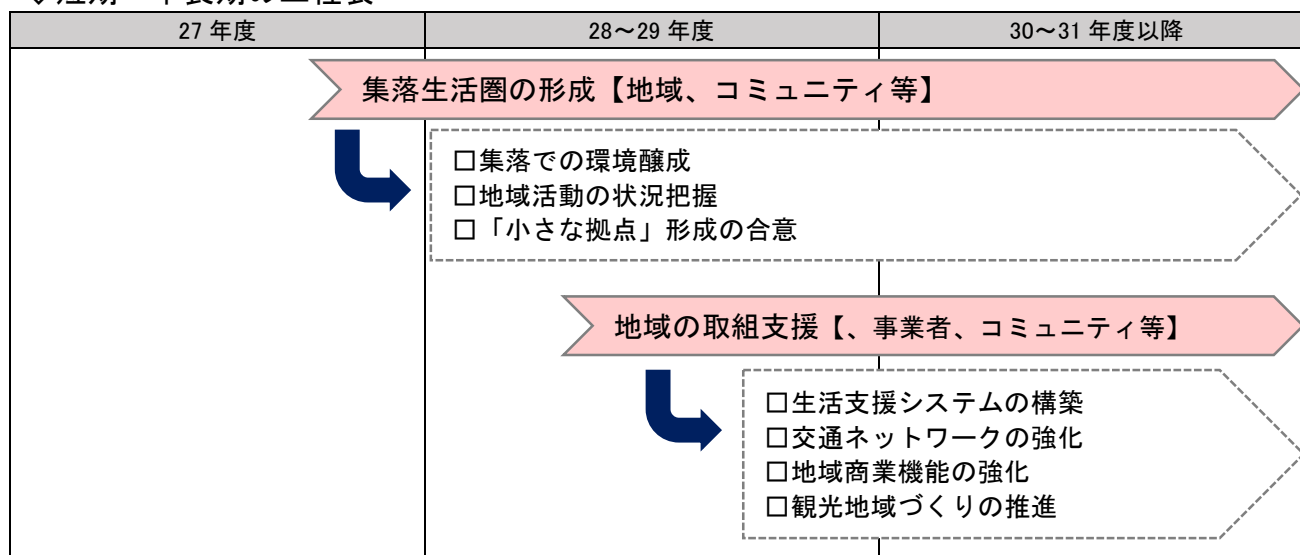 27 年度
28～29 年度
30～31 年度以降
集落生活圏の形成【地域、コミュニティ等】
□集落での環境醸成
□地域活動の状況把握
□「小さな拠点」形成の合意
地域の取組支援【、事業者、コミュニティ等】
□生活支援システムの構築
□交通ネットワークの強化
□地域商業機能の強化
□観光地域づくりの推進